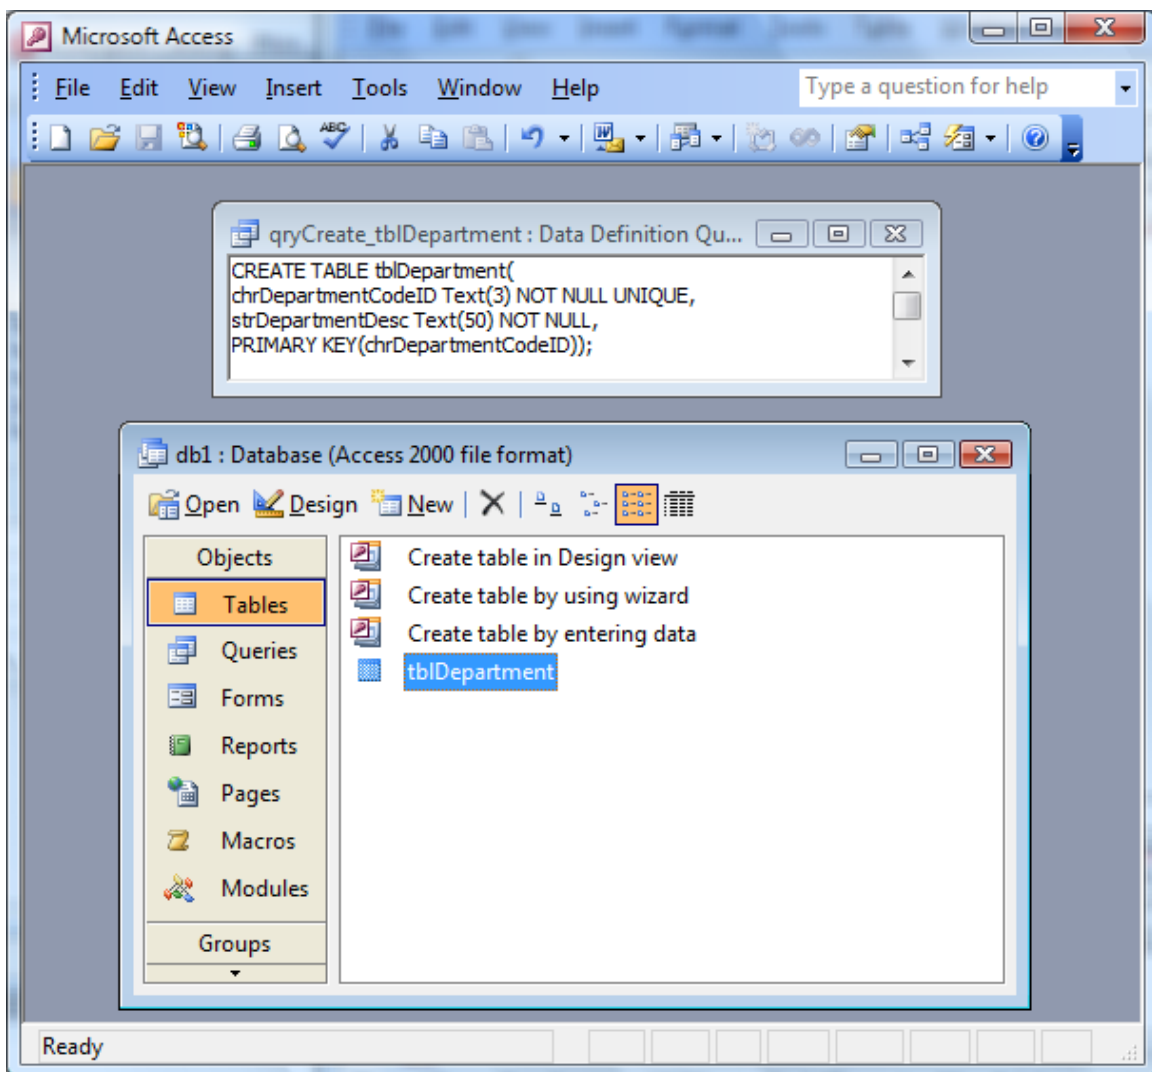 Microsoft Access
File Edit View Insert Tools Window Help Type a question for help
ABC W
qryCreate_tblDepartment : Data Definition Qu...
CREATE TABLE tblDepartment(
chrDepartmentCodeID Text(3) NOT NULL UNIQUE,
strDepartmentDesc Text(50) NOT NULL,
PRIMARY KEY(chrDepartmentCodeID));
db1 : Database (Access 2000 file format)
Open Design New
Objects
Tables
Queries
Forms
Reports
Pages
Macros
Modules
Groups
Create table in Design view
Create table by using wizard
Create table by entering data
tblDepartment
Ready